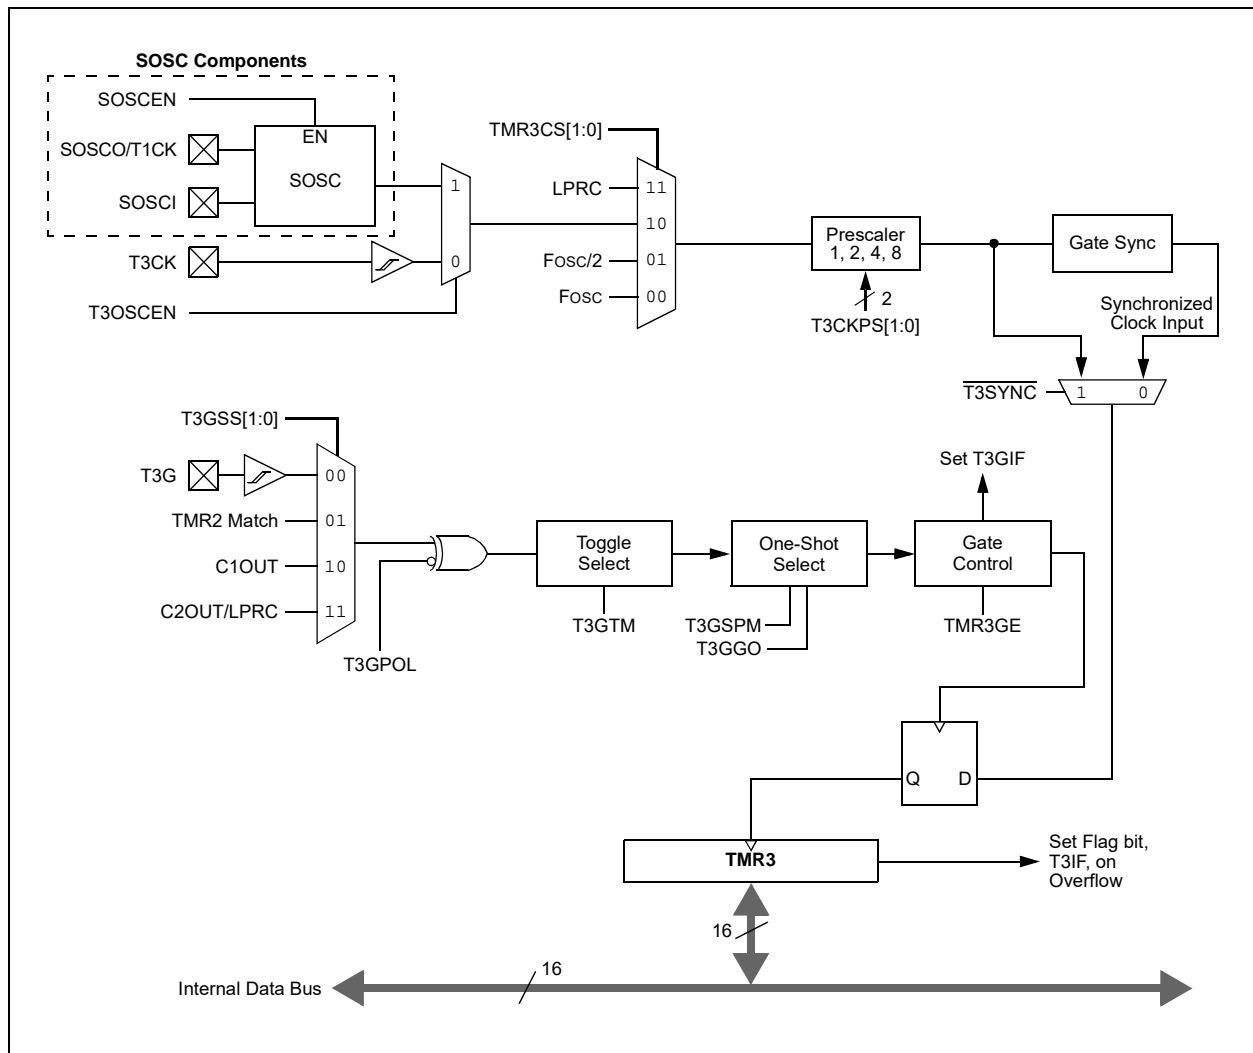 SOSC Components
SOSCEN
EN
SOSCO/T1CK
SOSC
SOSCI
T3CK
T3OSCEN
1
0
TMR3CS[1:0]
LPRC
11
10
FOSC/2
01
FOSC
00
Prescaler
1, 2, 4, 8
2
T3CKPS[1:0]
Gate Sync
Synchronized
Clock Input
T3SYNC
1
0
T3GSS[1:0]
T3G
00
TMR2 Match
01
C1OUT
10
C2OUT/LPRC
11
T3GPOL
Toggle
Select
T3GTM
One-Shot
Select
T3GSPM
T3GGO
Set T3GIF
Gate
Control
TMR3GE
Q
D
TMR3
Set Flag bit,
T3IF, on
Overflow
16
16
Internal Data Bus